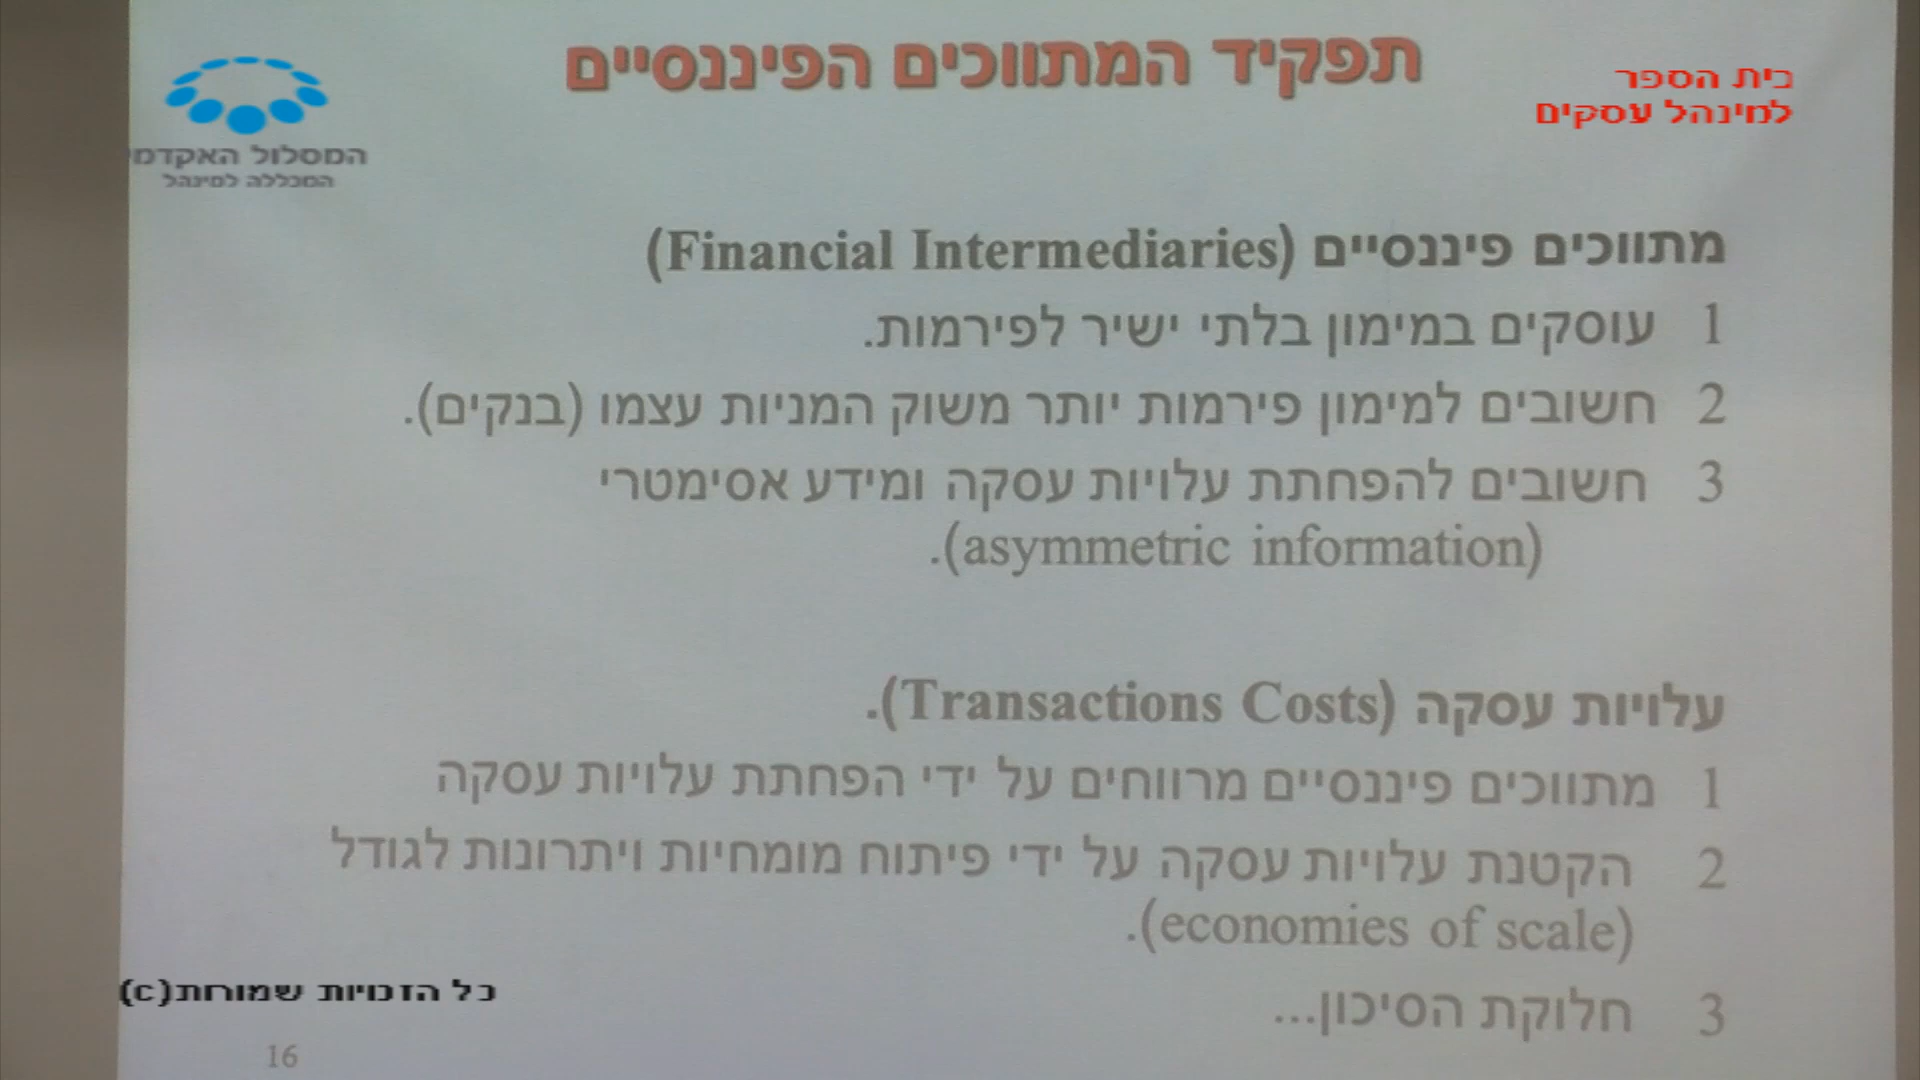 תפקיד המתווכים הפיננסיים
בית הספר
למינהל עסקים
המסלול האקדמי
המכללה למינהל
מתווכים פיננסיים (Financial Intermediaries)
1 עוסקים במימון בלתי ישיר לפירמות.
2 חשובים למימון פירמות יותר משוק המניות עצמו (בנקים).
3 חשובים להפחתת עלויות עסקה ומידע אסימטרי
(asymmetric information).
עלויות עסקה (Transactions Costs).
1 מתווכים פיננסיים מרווחים על ידי הפחתת עלויות עסקה
2 הקטנת עלויות עסקה על ידי פיתוח מומחיות ויתרונות לגודל
(economies of scale).
3 חלוקת הסיכון...
כל הזכויות שמורות(c)
16